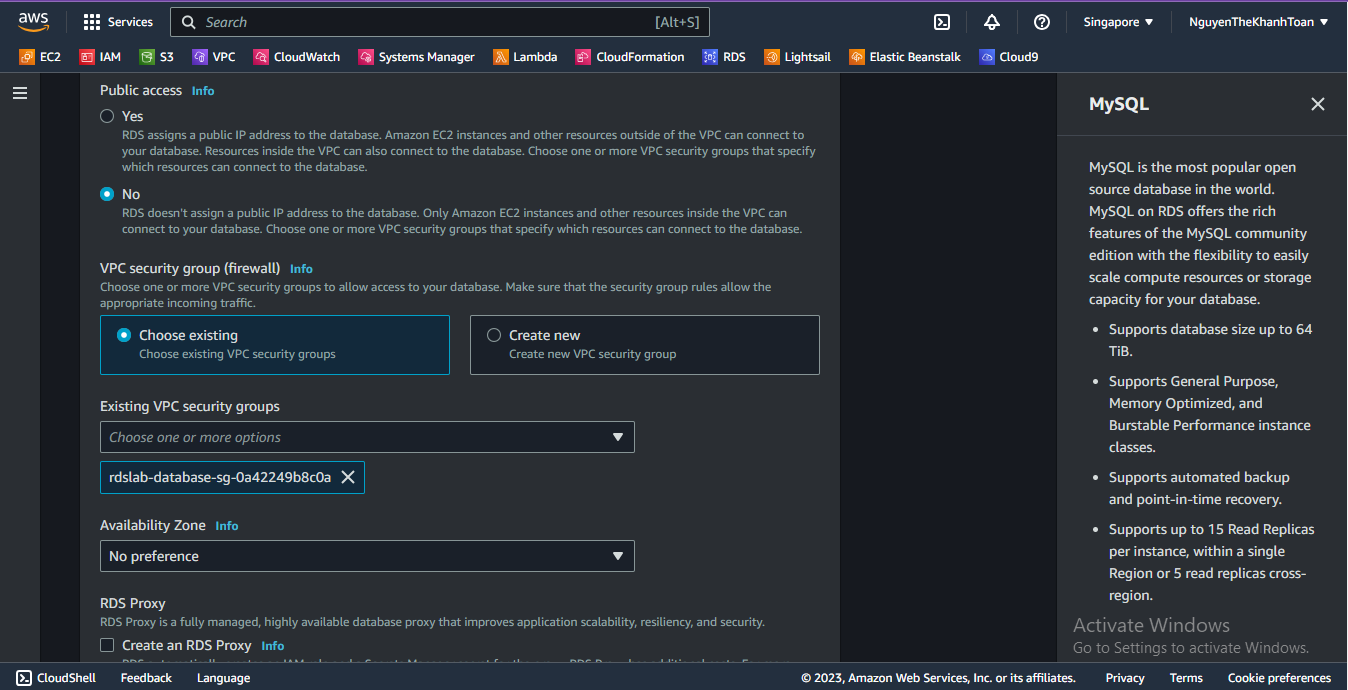 aws
Services
Search
[Alt+S]
Singapore
NguyenTheKhanhToan
EC2
IAM
S3
VPC
CloudWatch
Systems Manager
Lambda
CloudFormation
RDS
Lightsail
Elastic Beanstalk
Cloud9
Public access Info
Yes
RDS assigns a public IP address to the database. Amazon EC2 instances and other resources outside of the VPC can connect to
your database. Resources inside the VPC can also connect to the database. Choose one or more VPC security groups that specify
which resources can connect to the database.
No
RDS doesn't assign a public IP address to the database. Only Amazon EC2 instances and other resources inside the VPC can
connect to your database. Choose one or more VPC security groups that specify which resources can connect to the database.
VPC security group (firewall) Info
Choose one or more VPC security groups to allow access to your database. Make sure that the security group rules allow the
appropriate incoming traffic.
Choose existing
Choose existing VPC security groups
Create new
Create new VPC security group
Existing VPC security groups
Choose one or more options
rdslab-database-sg-0a42249b8c0a
Availability Zone Info
No preference
RDS Proxy
RDS Proxy is a fully managed, highly available database proxy that improves application scalability, resiliency, and security.
Create an RDS Proxy Info
MySQL
MySQL is the most popular open
source database in the world.
MySQL on RDS offers the rich
features of the MySQL community
edition with the flexibility to easily
scale compute resources or storage
capacity for your database.
• Supports database size up to 64
TiB.
• Supports General Purpose,
Memory Optimized, and
Burstable Performance instance
classes.
• Supports automated backup
and point-in-time recovery.
• Supports up to 15 Read Replicas
per instance, within a single
Region or 5 read replicas cross-
region.
Activate Windows
Go to Settings to activate Windows.
CloudShell
Feedback
Language
© 2023, Amazon Web Services, Inc. or its affiliates.
Privacy
Terms
Cookie preferences